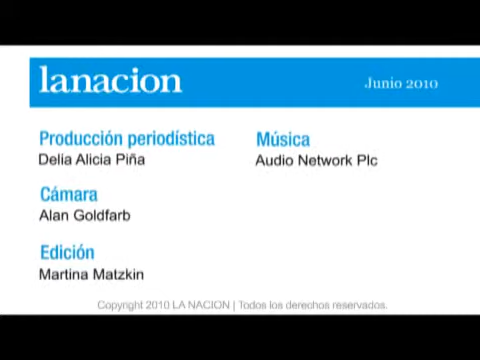 lanacion
Junio 2010
Producción periodística
Delia Alicia Piña
Música
Audio Network Plc
Cámara
Alan Goldfarb
Edición
Martina Matzkin
Copyright 2010 LA NACION | Todos los derechos reservados.